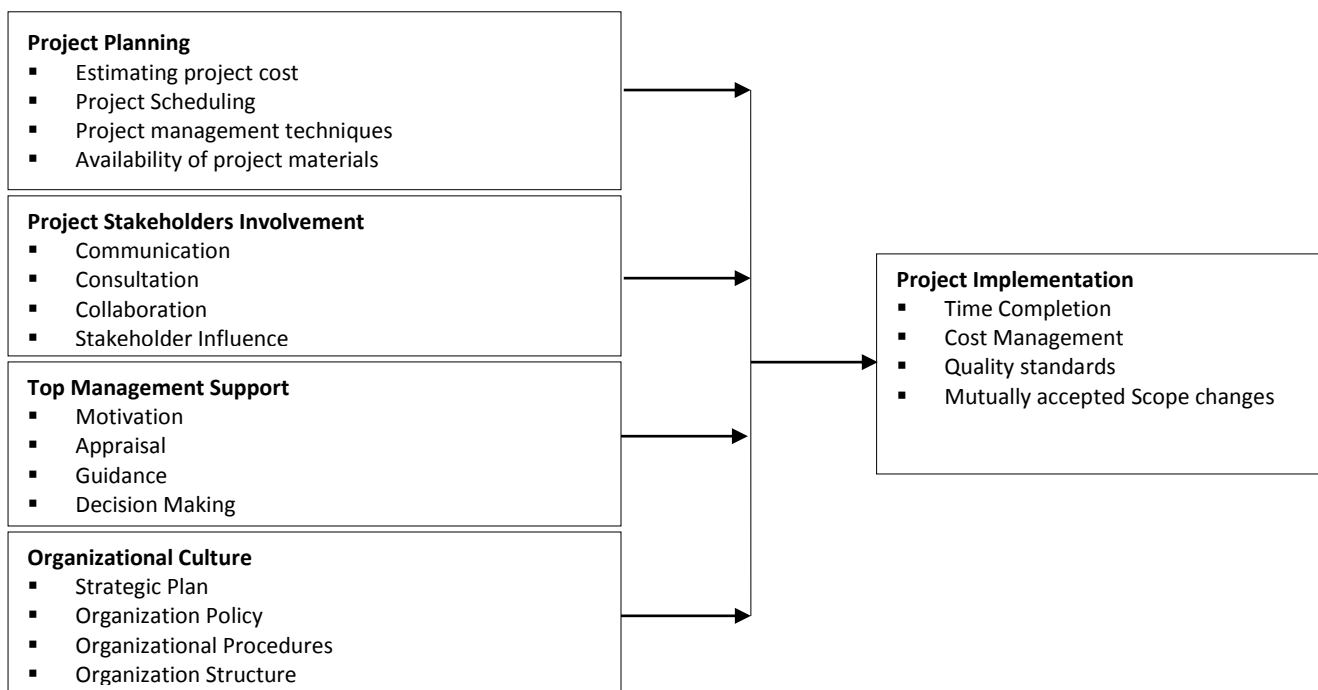 Project Planning
▪ Estimating project cost
▪ Project Scheduling
▪ Project management techniques
▪ Availability of project materials
Project Stakeholders Involvement
▪ Communication
▪ Consultation
▪ Collaboration
▪ Stakeholder Influence
Top Management Support
▪ Motivation
▪ Appraisal
▪ Guidance
▪ Decision Making
Organizational Culture
▪ Strategic Plan
▪ Organization Policy
▪ Organizational Procedures
▪ Organization Structure
Project Implementation
▪ Time Completion
▪ Cost Management
▪ Quality standards
▪ Mutually accepted Scope changes